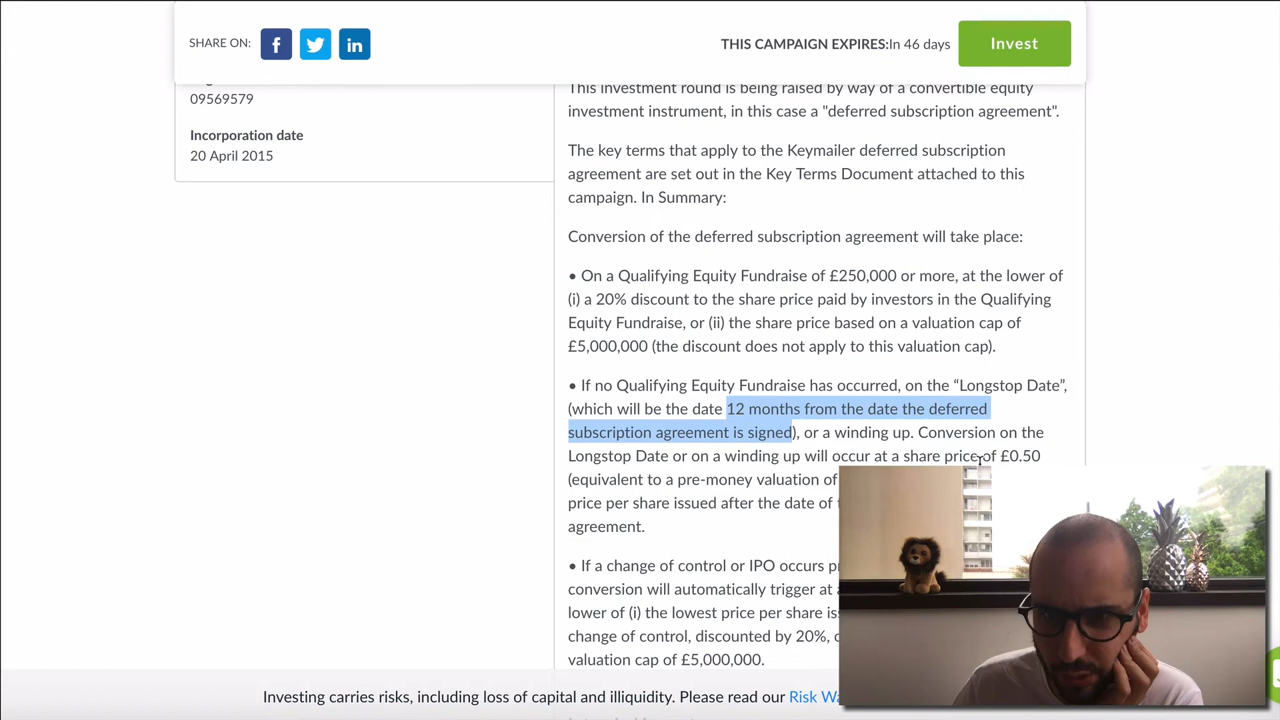 SHARE ON:
THIS CAMPAIGN EXPIRES:In 46 days
Invest
09569579
Incorporation date
20 April 2015
This investment round is being raised by way of a convertible equity
investment instrument, in this case a "deferred subscription agreement".
The key terms that apply to the Keymailer deferred subscription
agreement are set out in the Key Terms Document attached to this
campaign. In Summary:
Conversion of the deferred subscription agreement will take place:
• On a Qualifying Equity Fundraise of £250,000 or more, at the lower of
(i) a 20% discount to the share price paid by investors in the Qualifying
Equity Fundraise, or (ii) the share price based on a valuation cap of
£5,000,000 (the discount does not apply to this valuation cap).
• If no Qualifying Equity Fundraise has occurred, on the “Longstop Date”,
(which will be the date 12 months from the date the deferred
subscription agreement is signed), or a winding up. Conversion on the
Longstop Date or on a winding up will occur at a share price of £0.50
(equivalent to a pre-money valuation of
price per share issued after the date of
agreement.
• If a change of control or IPO occurs
conversion will automatically trigger at
lower of (i) the lowest price per share
change of control, discounted by 20%,
valuation cap of £5,000,000.
Investing carries risks, including loss of capital and illiquidity. Please read our Risk